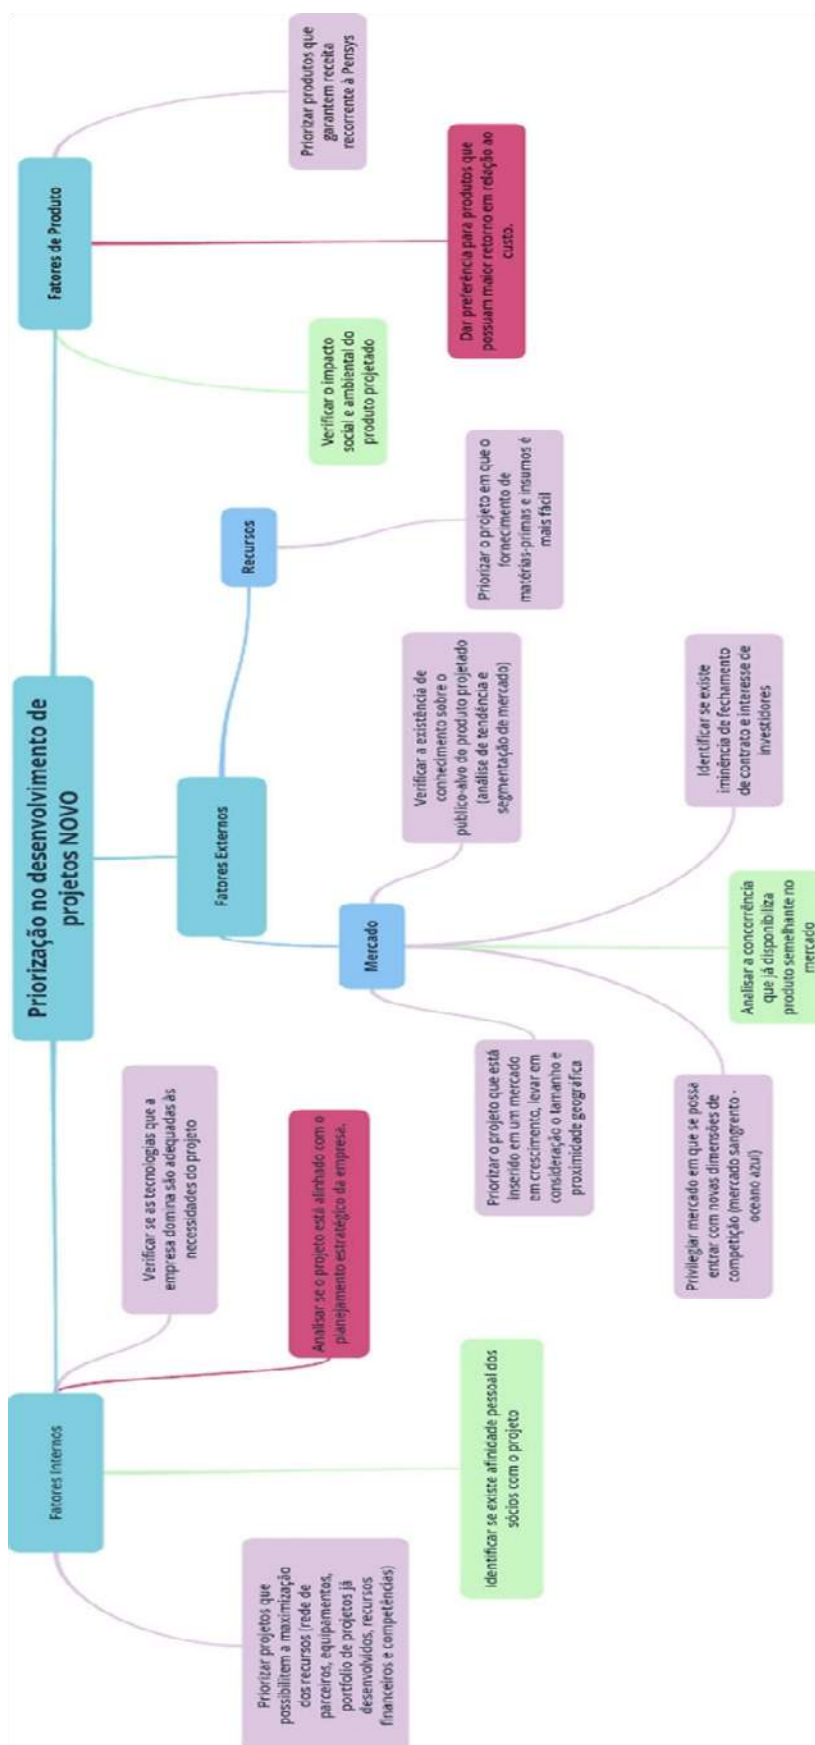 Priorização no desenvolvimento de
projetos NOVO
Fatores Internos
Priorizar projetos que
possibilitem a maximização
dos recursos (rede de
parceiros, equipamentos,
portfolio de projetos já
desenvolvidos, recursos
financeiros e competências)
Identificar se existe afinidade pessoal dos
sócios com o projeto
Analisar se o projeto está alinhado com o
planejamento estratégico da empresa.
Verificar se as tecnologias que a
empresa domina são adequadas às
necessidades do projeto
Fatores Externos
Mercado
Priorizar o projeto que está
inserido em um mercado
em crescimento, levar em
consideração o tamanho e
proximidade geográfica
Privilegiar mercado em que se possa
entrar com novas dimensões de
competição (mercado sangrento -
oceano azul)
Analisar a concorrência
que já disponibiliza
produto semelhante no
mercado
Identificar se existe
iminência de fechamento
de contrato e interesse de
investidores
Verificar a existência de
conhecimento sobre o
público-alvo do produto projetado
(análise de tendência e
segmentação de mercado)
Recursos
Priorizar o projeto em que o
fornecimento de
matérias-primas e insumos é
mais fácil
Fatores de Produto
Verificar o impacto
social e ambiental do
produto projetado
Dar preferência para produtos que
possuam maior retorno em relação ao
custo.
Priorizar produtos que
garantem receita
recorrente à Pensys